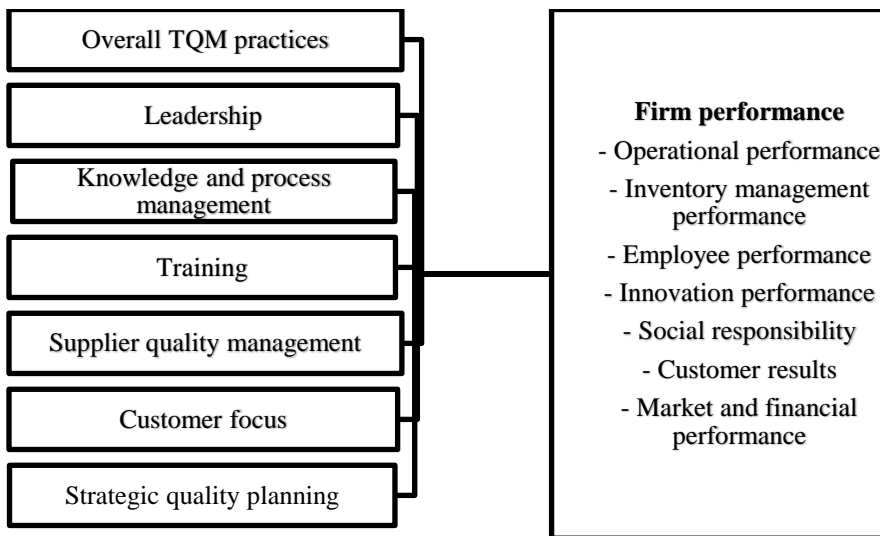 Overall TQM practices
Leadership
Knowledge and process
management
Training
Supplier quality management
Customer focus
Strategic quality planning
Firm performance
- Operational performance
- Inventory management
performance
- Employee performance
- Innovation performance
- Social responsibility
- Customer results
- Market and financial
performance